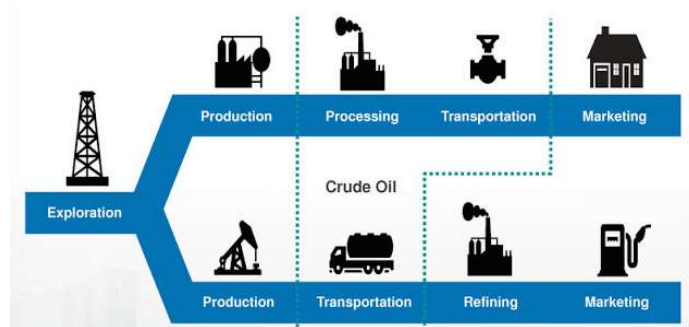 Production Processing Transportation Marketing
Crude Oil
Exploration
Production Transportation Refining Marketing